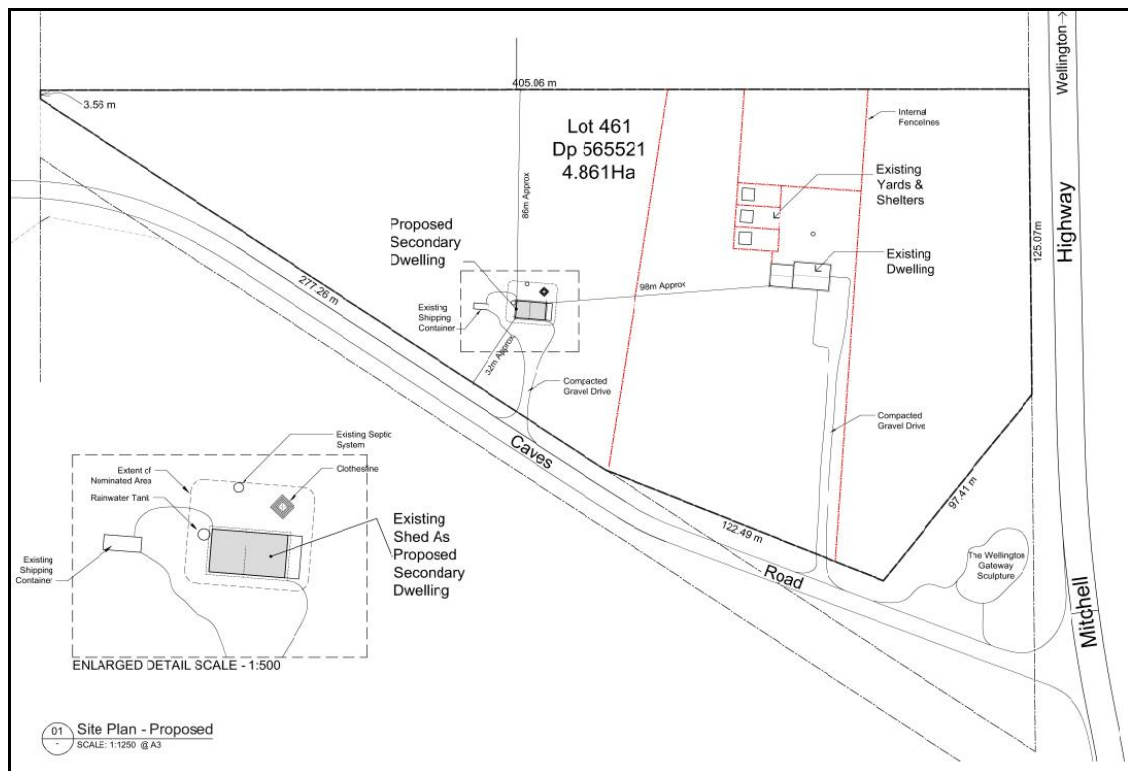 Wellington→
405.06 m
3.56 m
Lot 461
Dp 565521
4.861Ha
Internal
Fencelines
Existing
Yards &
Shelters
86m Approx
Highway
Proposed
Secondary
Dwelling
Existing
Dwelling
125.07m
277.26 m
98m Approx
Existing
Shipping
Container
32m Approx
Compacted
Gravel Drive
Compacted
Gravel Drive
Caves
Existing Septic
System
Extent of
Nominated Area
Clothesline
Rainwater Tank
97.41 m
Existing
Shed As
Proposed
Secondary
Dwelling
122.49 m
Existing
Shipping
Container
Road
The Wellington
Gateway
Sculpture
Mitchell
ENLARGED DETAIL SCALE - 1:500
01
-
Site Plan - Proposed
SCALE: 1:1250 @ A3